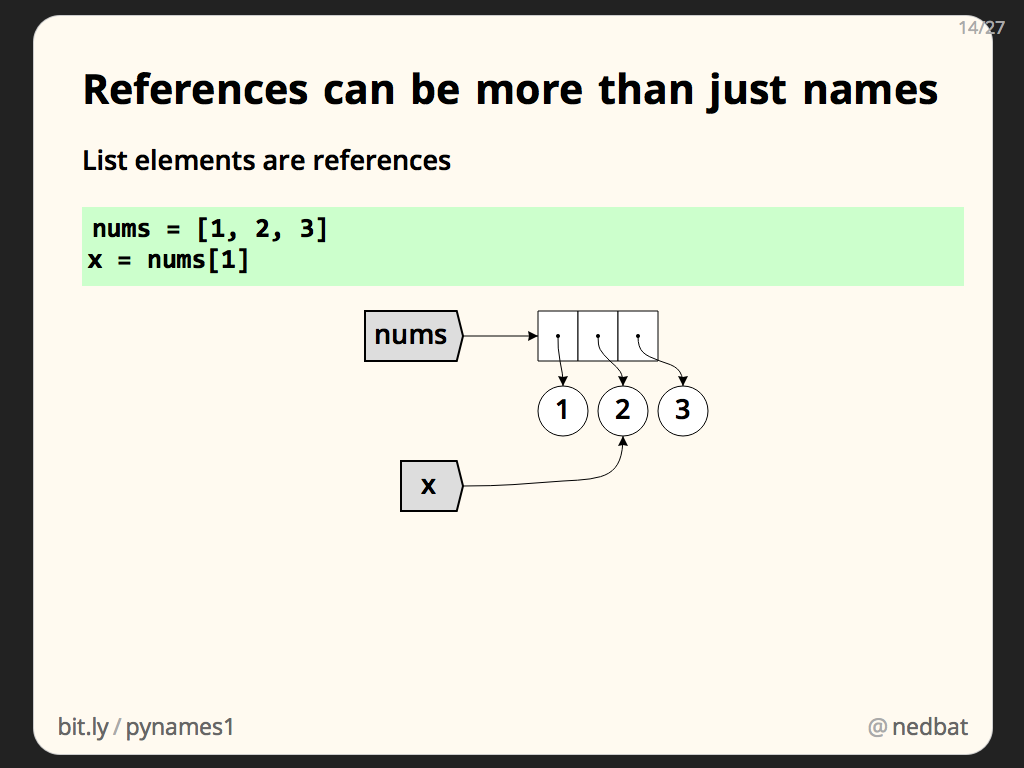 14/27
References can be more than just names
List elements are references
nums = [1, 2, 3]
x = nums[1]
nums
1 2 3
x
bit.ly/pynames1
@nedbat